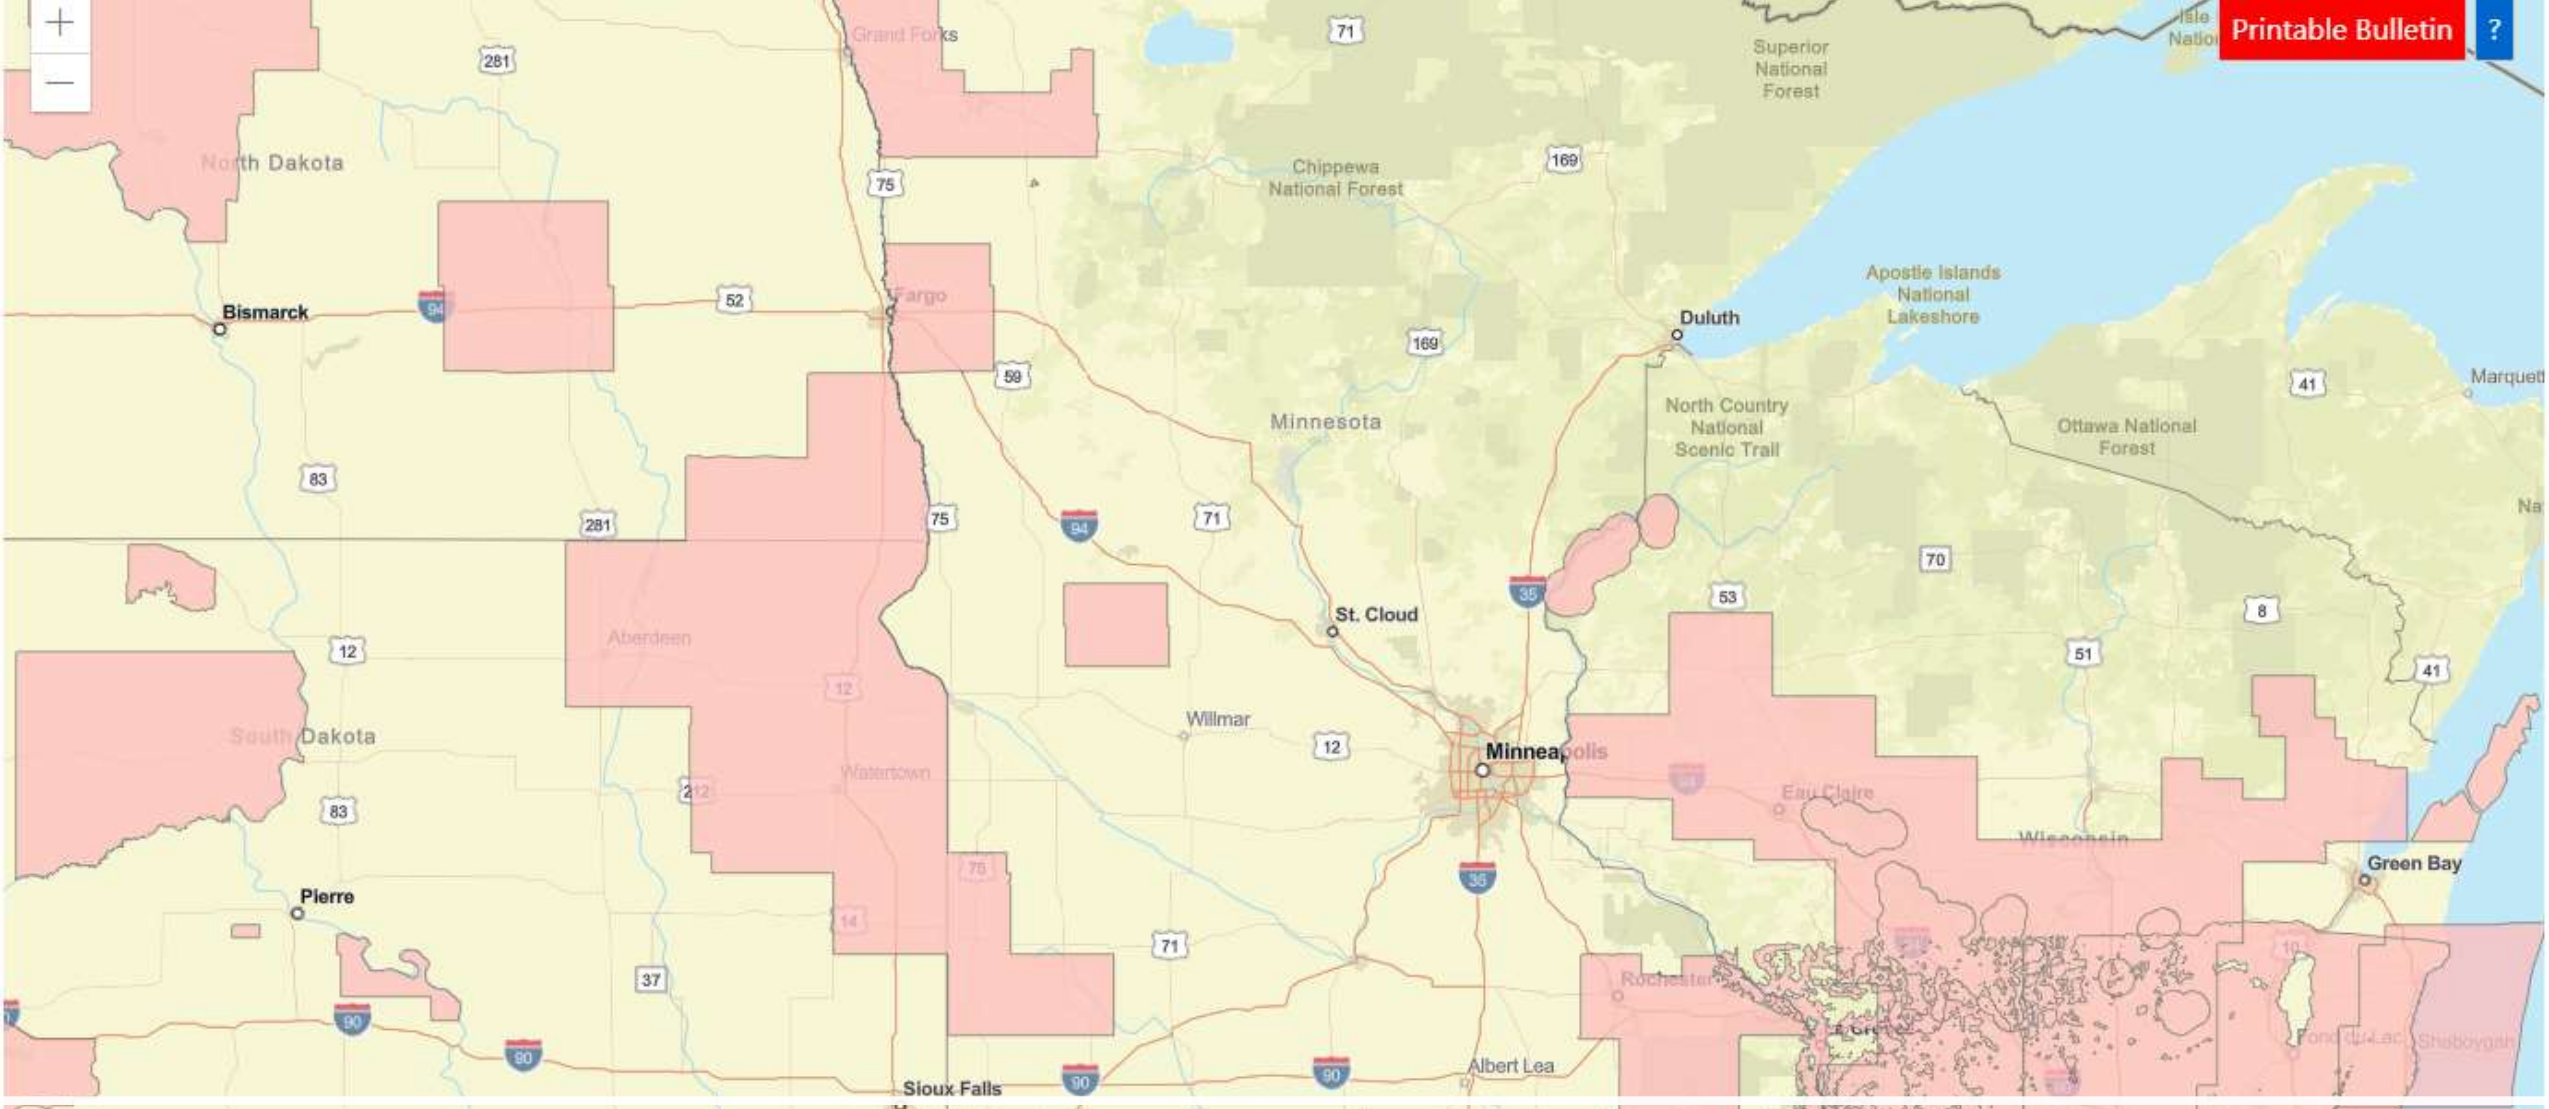 +
−
Printable Bulletin
?
Grand Forks
71
Superior
National
Forest
Isle
281
North Dakota
Chippewa
National Forest
169
75
Apostle Islands
National
Lakeshore
Fargo
52
94
Bismarck
Duluth
169
59
41
Marquett
Minnesota
North Country
National
Scenic Trail
Ottawa National
Forest
83
281
75
94
71
Na
70
35
53
8
St. Cloud
12
Aberdeen
51
41
12
Willmar
12
South Dakota
Minneapolis
Watertown
212
94
Eau Claire
83
Wisconsin
75
35
Green Bay
Pierre
14
71
10
37
Rochester
90
90
90
90
Fond du Lac
Sheboygan
Albert Lea
Sioux Falls